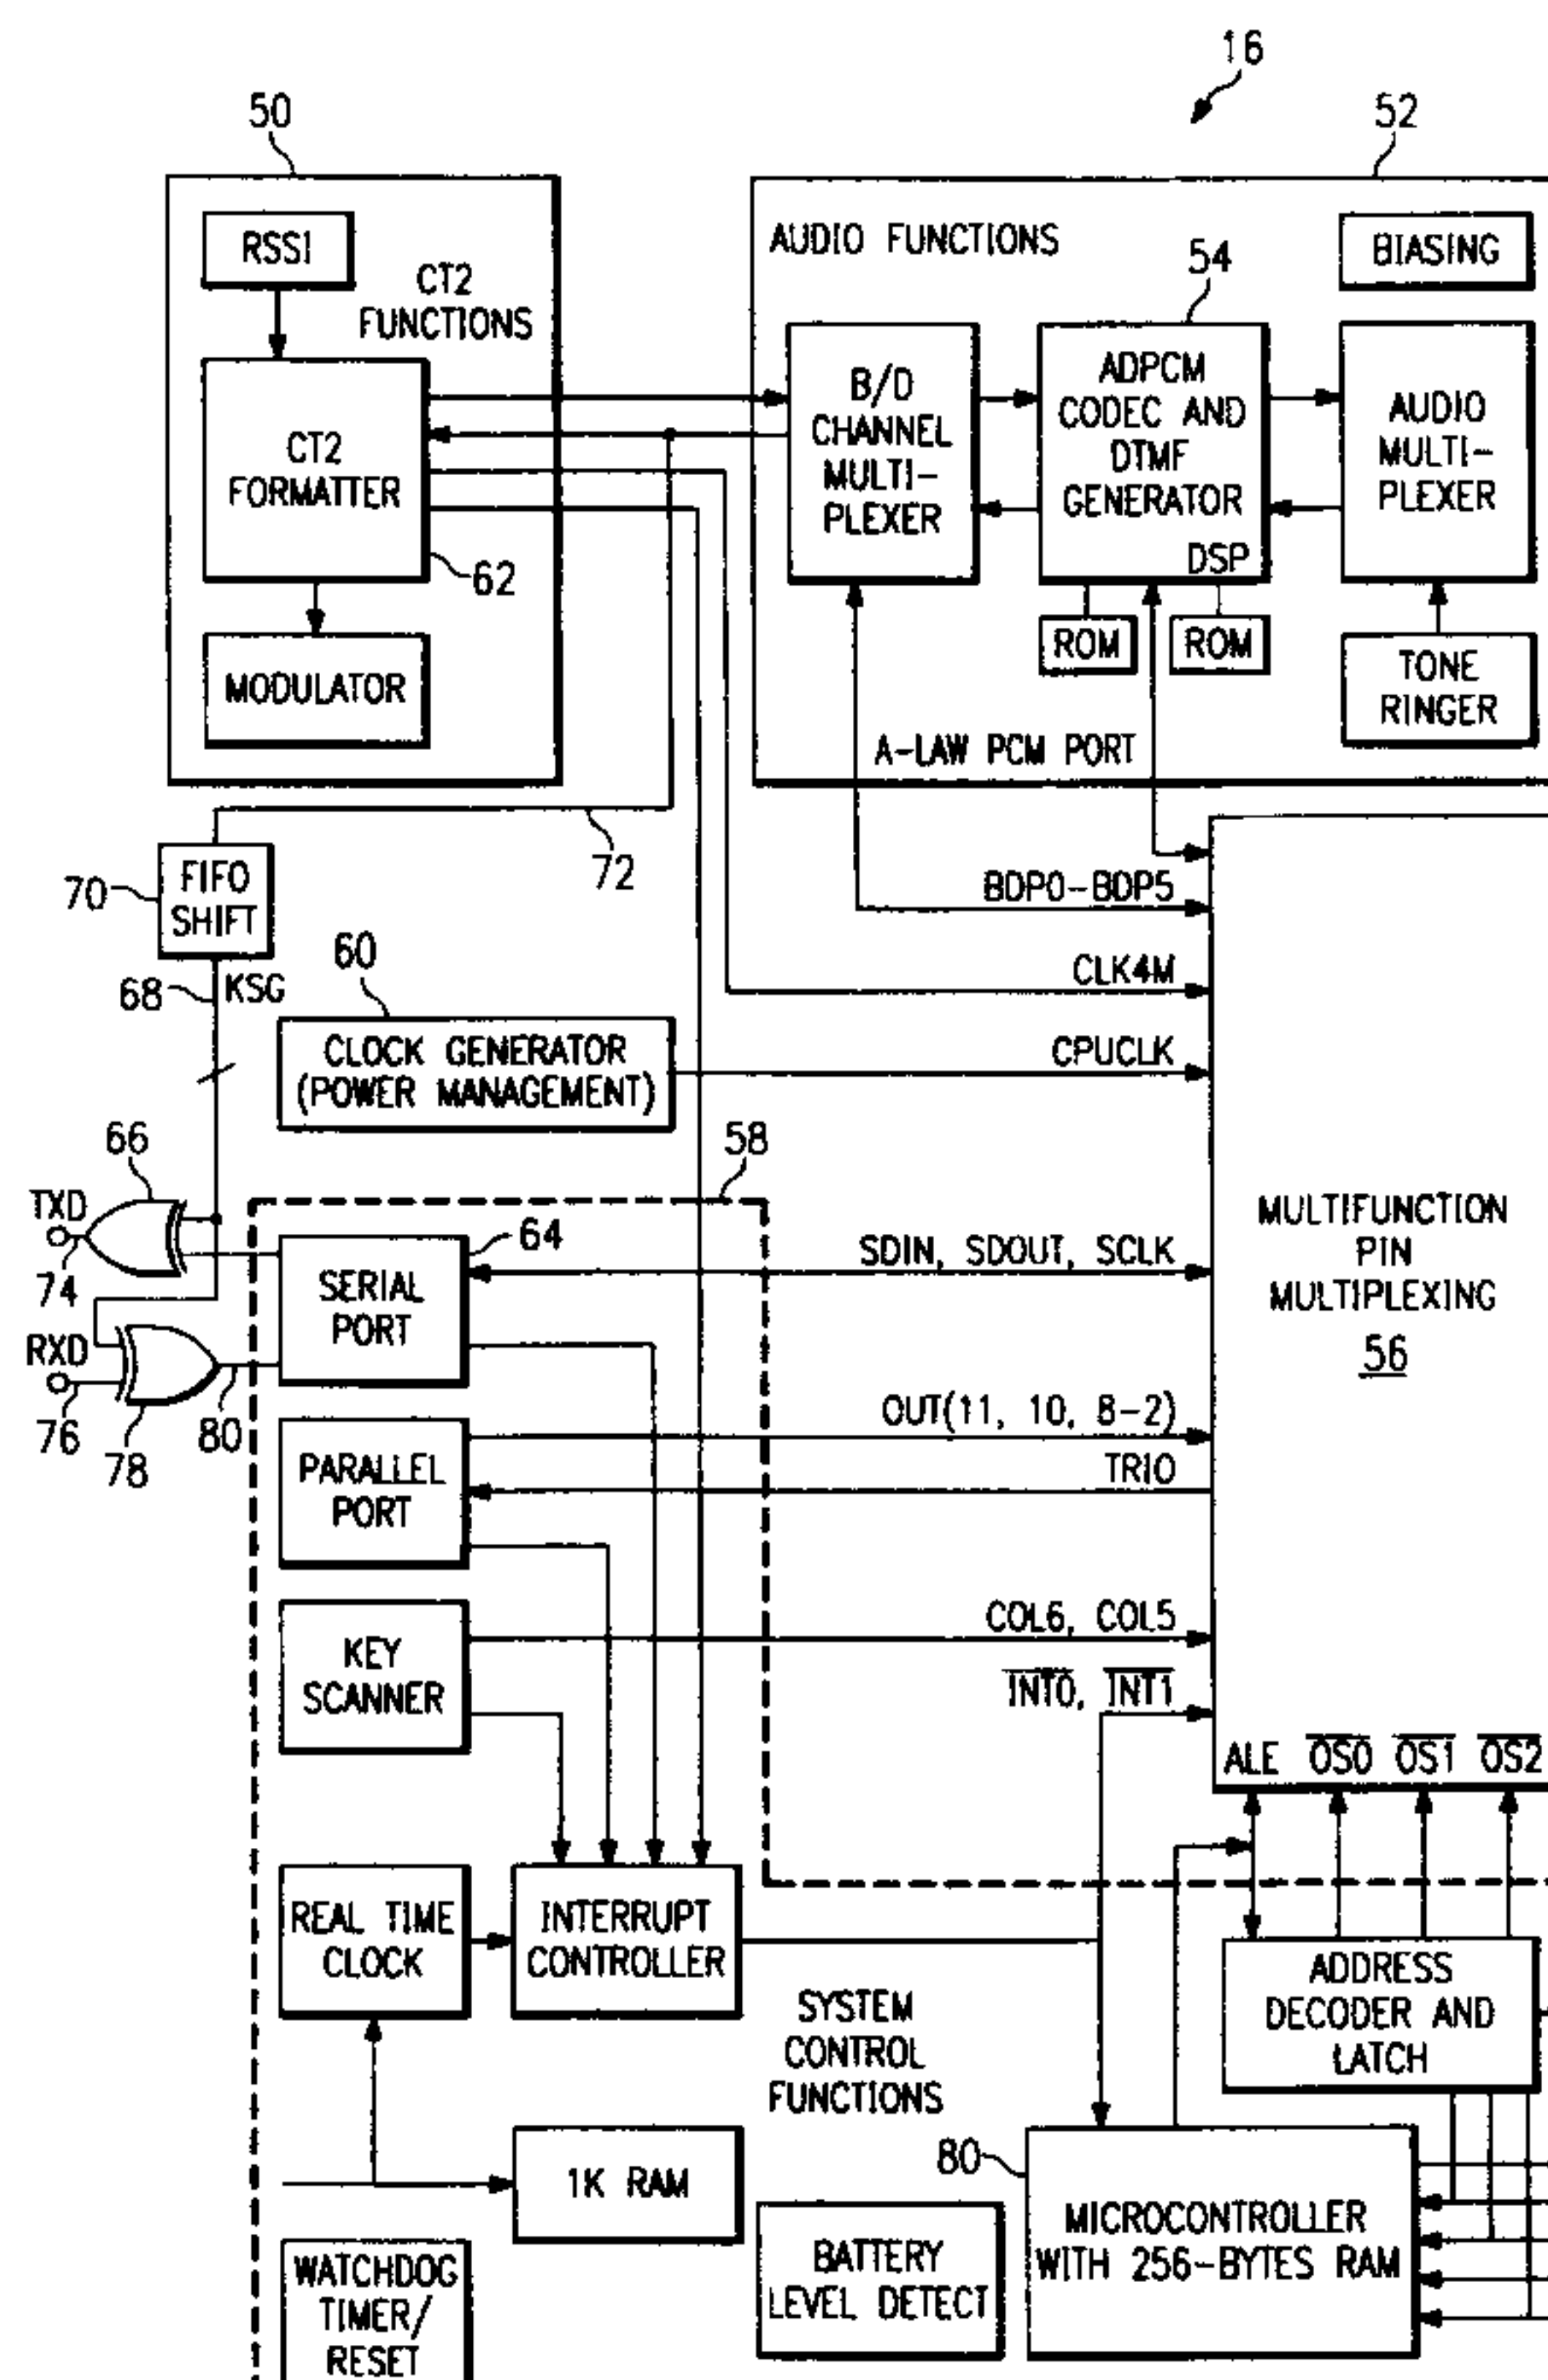 16
50
52
RSSI
CT2
FUNCTIONS
CT2
FORMATTER
62
MODULATOR
AUDIO FUNCTIONS
BIASING
54
B/D
CHANNEL
MULTI-
PLEXER
ADPCM
CODEC AND
DTMF
GENERATOR
DSP
AUDIO
MULTI-
PLEXER
ROM
ROM
TONE
RINGER
A-LAW PCM PORT
72
70
FIFO
SHIFT
68
KSG
BDP0-BDP5
CLK4M
60
CLOCK GENERATOR
(POWER MANAGEMENT)
CPUCLK
66
58
TXD
74
64
SERIAL
PORT
SDIN, SDOUT, SCLK
MULTIFUNCTION
PIN
MULTIPLEXING
56
RXD
76
78
80
PARALLEL
PORT
OUT(11, 10, 8-2)
TRIO
KEY
SCANNER
COL6, COL5
INT0, INT1
ALE OS0 OS1 OS2
REAL TIME
CLOCK
INTERRUPT
CONTROLLER
SYSTEM
CONTROL
FUNCTIONS
ADDRESS
DECODER AND
LATCH
1K RAM
80
MICROCONTROLLER
WITH 256-BYTES RAM
BATTERY
LEVEL DETECT
WATCHDOG
TIMER/
RESET